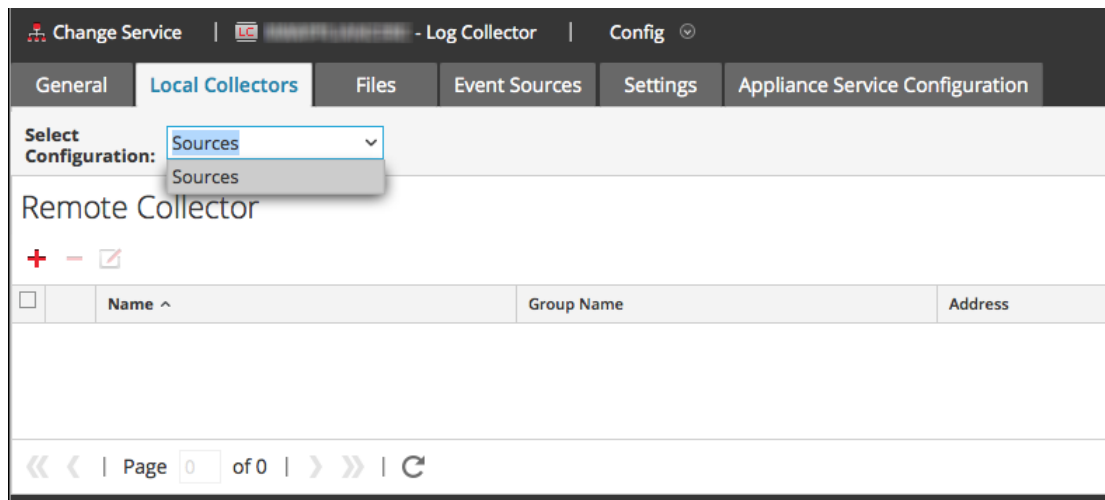 Change Service | LC - Log Collector | Config
General Local Collectors Files Event Sources Settings Appliance Service Configuration
Select
Configuration: Sources
Sources
Remote Collector
Name Group Name Address
Page 0 of 0